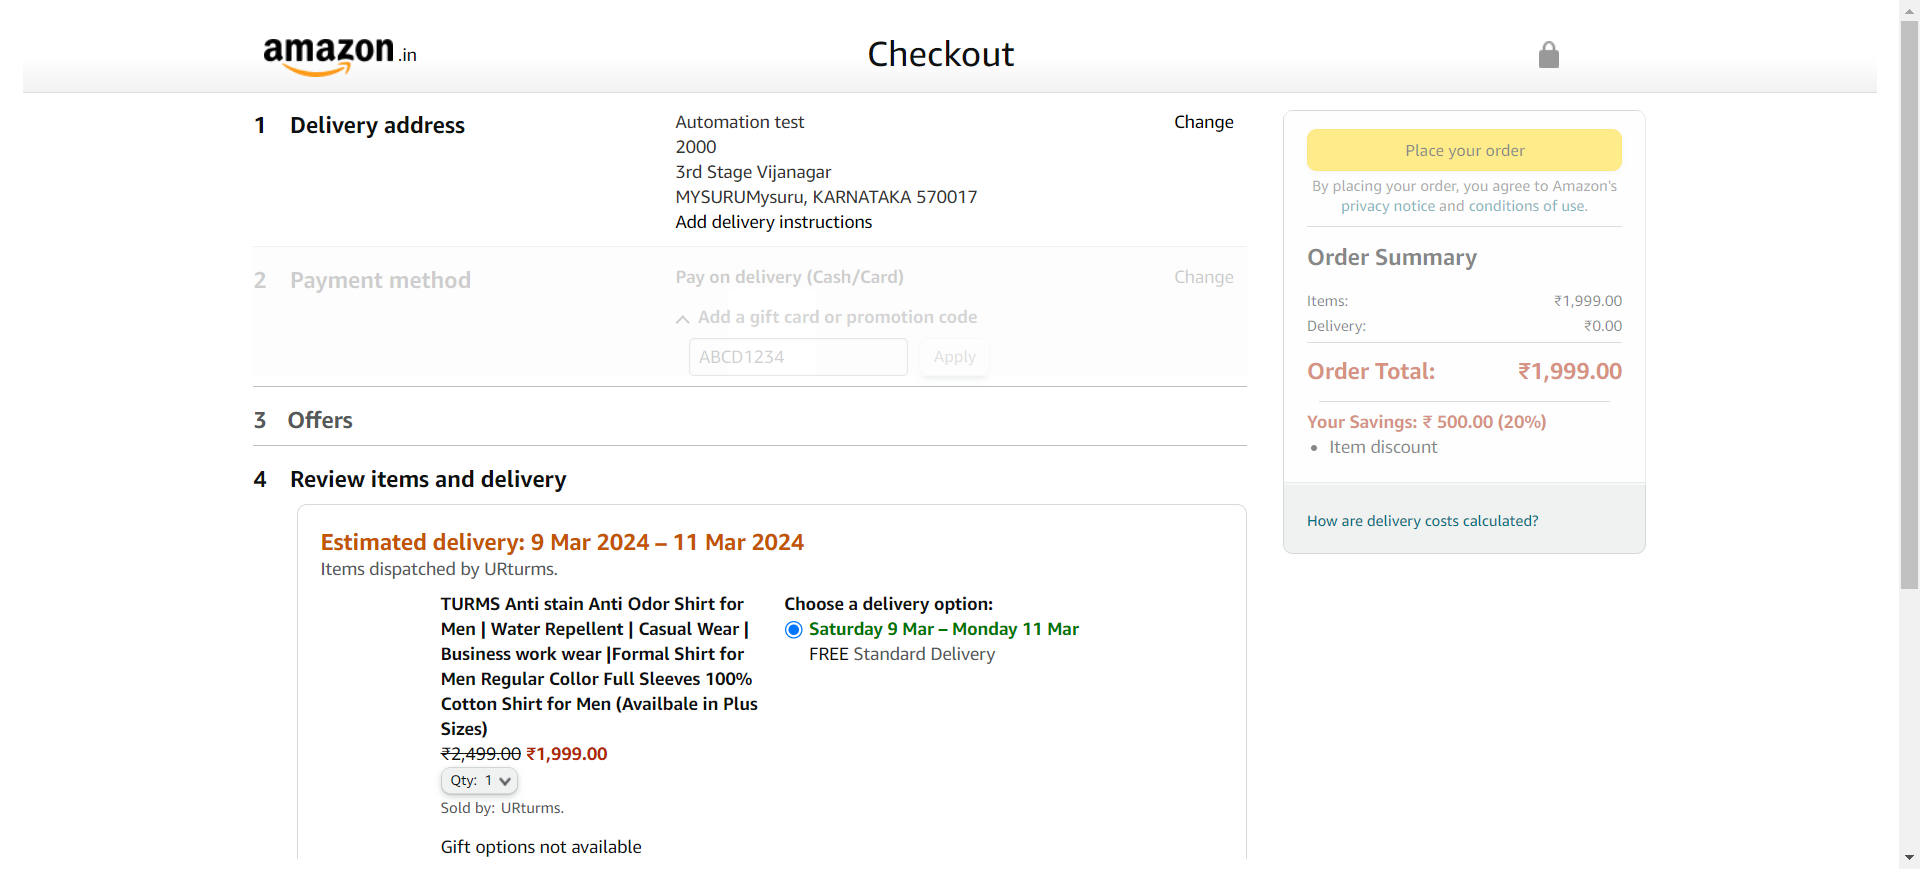 amazon.in
Checkout
1 Delivery address
Automation test
2000
3rd Stage Vijanagar
MYSURUMysuru, KARNATAKA 570017
Add delivery instructions
Change
2 Payment method
Pay on delivery (Cash/Card)
Change
Add a gift card or promotion code
ABCD1234
Apply
3 Offers
4 Review items and delivery
Estimated delivery: 9 Mar 2024 – 11 Mar 2024
Items dispatched by URturms.
TURMS Anti stain Anti Odor Shirt for
Men | Water Repellent | Casual Wear |
Business work wear |Formal Shirt for
Men Regular Collor Full Sleeves 100%
Cotton Shirt for Men (Availbale in Plus
Sizes)
₹2,499.00 ₹1,999.00
Qty: 1
Sold by: URturms.
Gift options not available
Choose a delivery option:
Saturday 9 Mar – Monday 11 Mar
FREE Standard Delivery
Place your order
By placing your order, you agree to Amazon's
privacy notice and conditions of use.
Order Summary
Items: ₹1,999.00
Delivery: ₹0.00
Order Total: ₹1,999.00
Your Savings: ₹ 500.00 (20%)
• Item discount
How are delivery costs calculated?